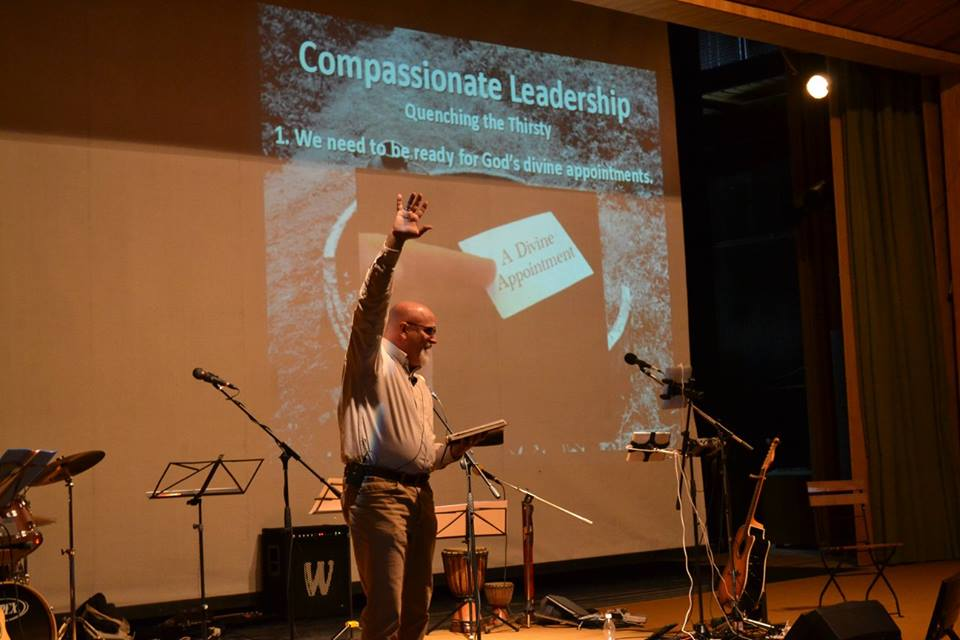 Compassionate Leadership
Quenching the Thirsty
1. We need to be ready for God's divine appointments.
A Divine
Appointment
W